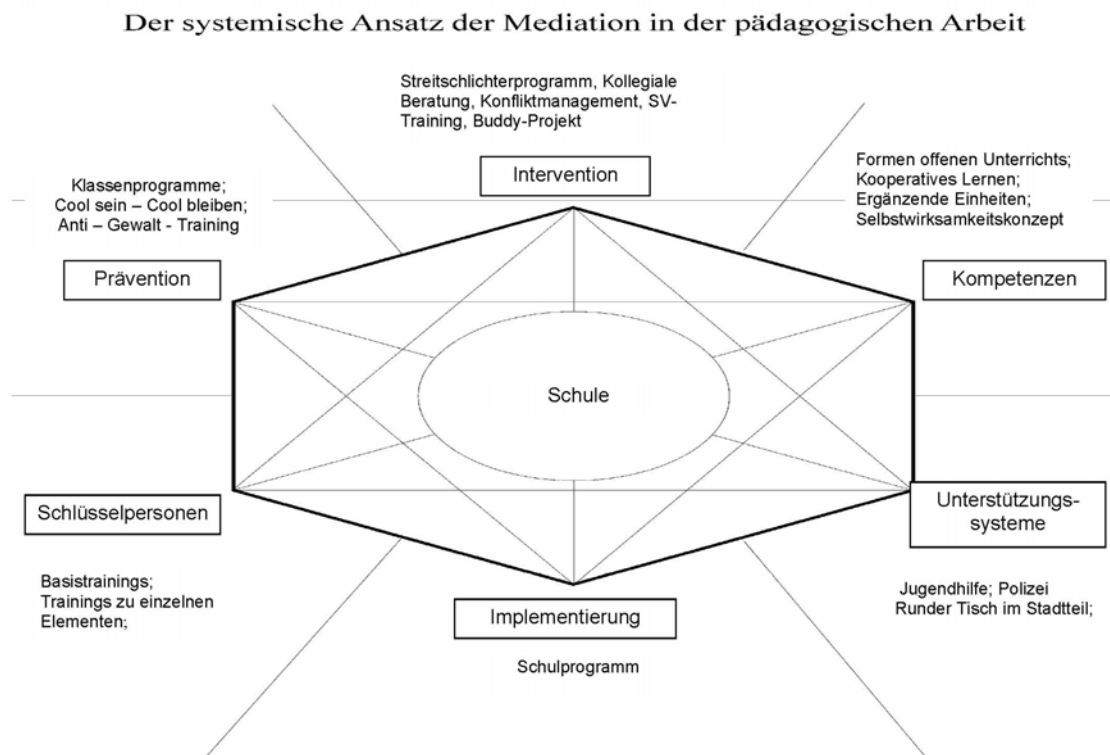 Der systemische Ansatz der Mediation in der pädagogischen Arbeit
Streitschlichterprogramm, Kollegiale
Beratung, Konfliktmanagement, SV-
Training, Buddy-Projekt
Intervention
Klassenprogramme;
Cool sein – Cool bleiben;
Anti – Gewalt - Training
Prävention
Formen offenen Unterrichts;
Kooperatives Lernen;
Ergänzende Einheiten;
Selbstwirksamkeitskonzept
Kompetenzen
Schule
Schlüsselpersonen
Basistrainings;
Trainings zu einzelnen
Elementen;
Implementierung
Schulprogramm
Unterstützungs-
systeme
Jugendhilfe; Polizei
Runder Tisch im Stadtteil;